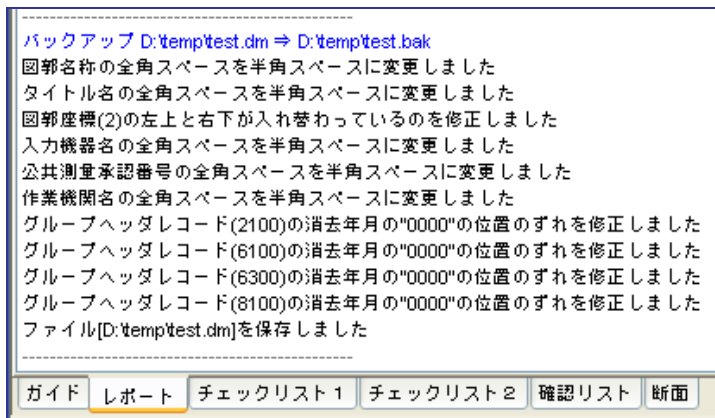 ------------------------------------------------
バックアップ D:\temp\test.dm ⇒ D:\temp\test.bak
図郭名称の全角スペースを半角スペースに変更しました
タイトル名の全角スペースを半角スペースに変更しました
図郭座標(2)の左上と右下が入れ替わっているのを修正しました
入力機器名の全角スペースを半角スペースに変更しました
公共測量承認番号の全角スペースを半角スペースに変更しました
作業機関名の全角スペースを半角スペースに変更しました
グループヘッダレコード(2100)の消去年月の"0000"の位置のずれを修正しました
グループヘッダレコード(6100)の消去年月の"0000"の位置のずれを修正しました
グループヘッダレコード(6300)の消去年月の"0000"の位置のずれを修正しました
グループヘッダレコード(8100)の消去年月の"0000"の位置のずれを修正しました
ファイル[D:\temp\test.dm]を保存しました
------------------------------------------------
ガイド レポート チェックリスト1 チェックリスト2 確認リスト 断面